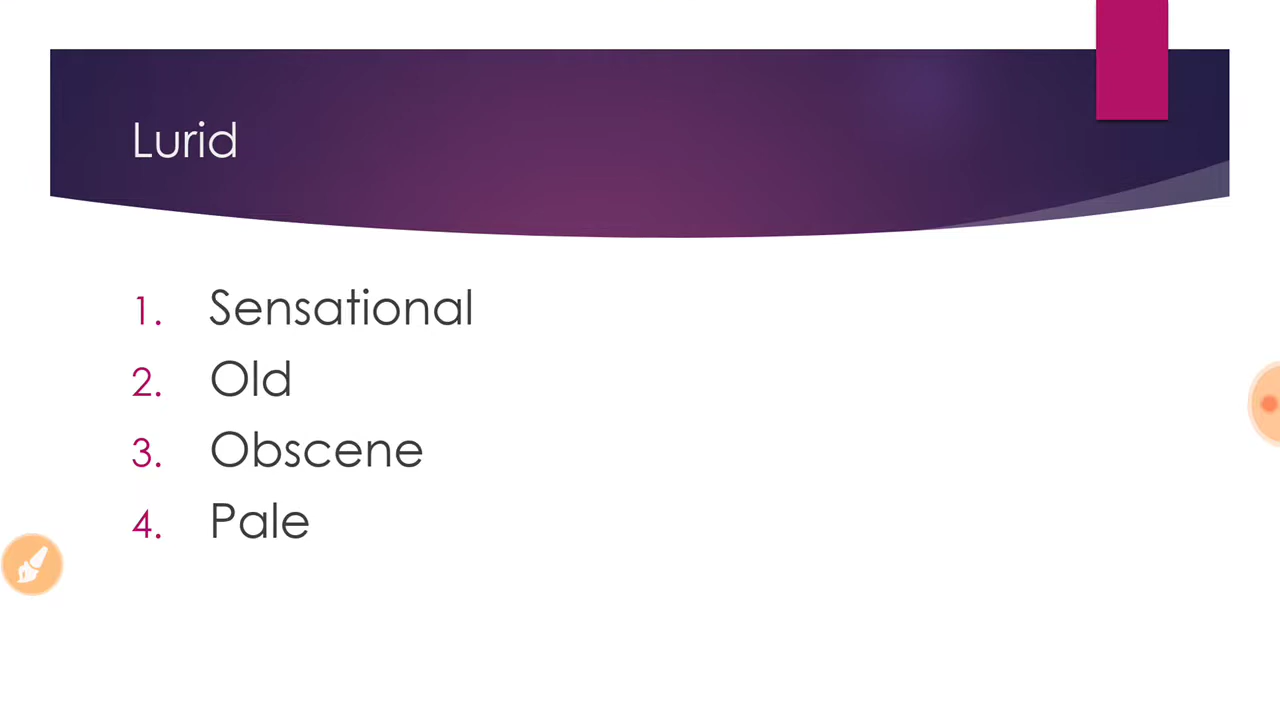 Lurid
1. Sensational
2. Old
3. Obscene
4. Pale